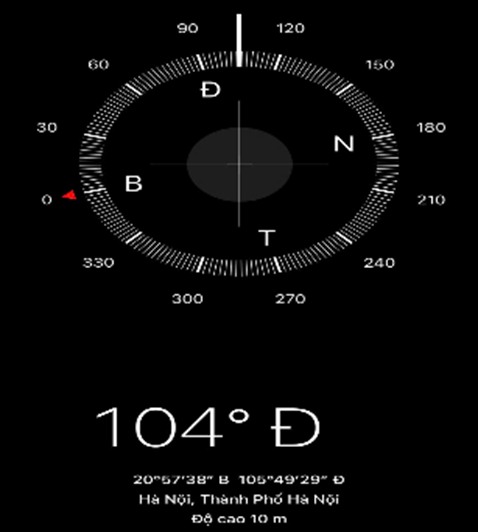 90 120
60 150
Đ
30 N 180
B
0 210
T
330 240
300 270
104° Đ
20°57'38" B 105°49'29" Đ
Hà Nội, Thành Phố Hà Nội
Độ cao 10 m